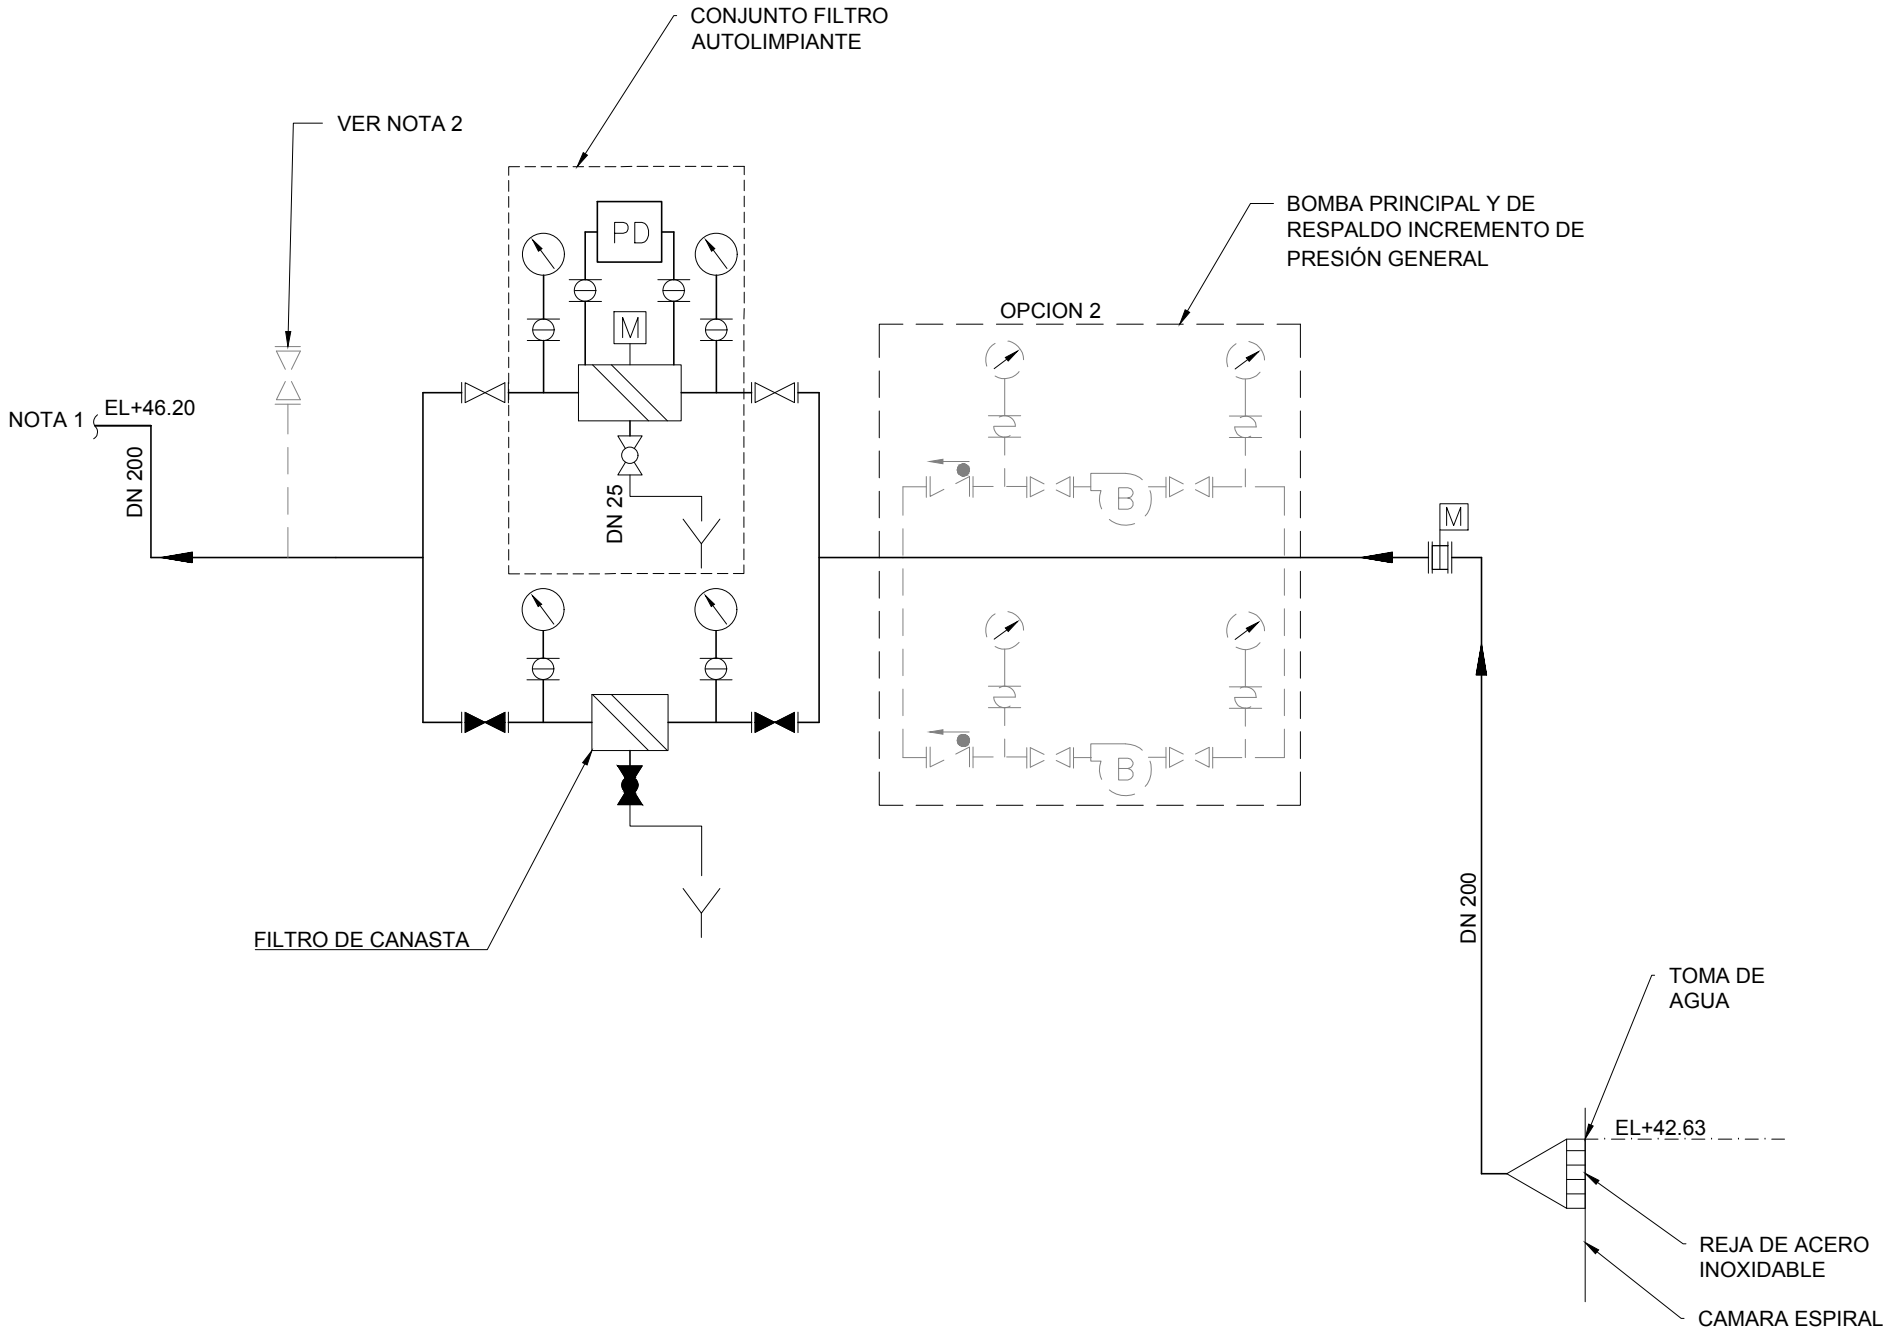 CONJUNTO FILTRO
AUTOLIMPIANTE
VER NOTA 2
PD
M
BOMBA PRINCIPAL Y DE
RESPALDO INCREMENTO DE
PRESIÓN GENERAL
OPCION 2
NOTA 1
EL+46.20
DN 200
DN 25
B
M
B
FILTRO DE CANASTA
DN 200
TOMA DE
AGUA
EL+42.63
REJA DE ACERO
INOXIDABLE
CAMARA ESPIRAL